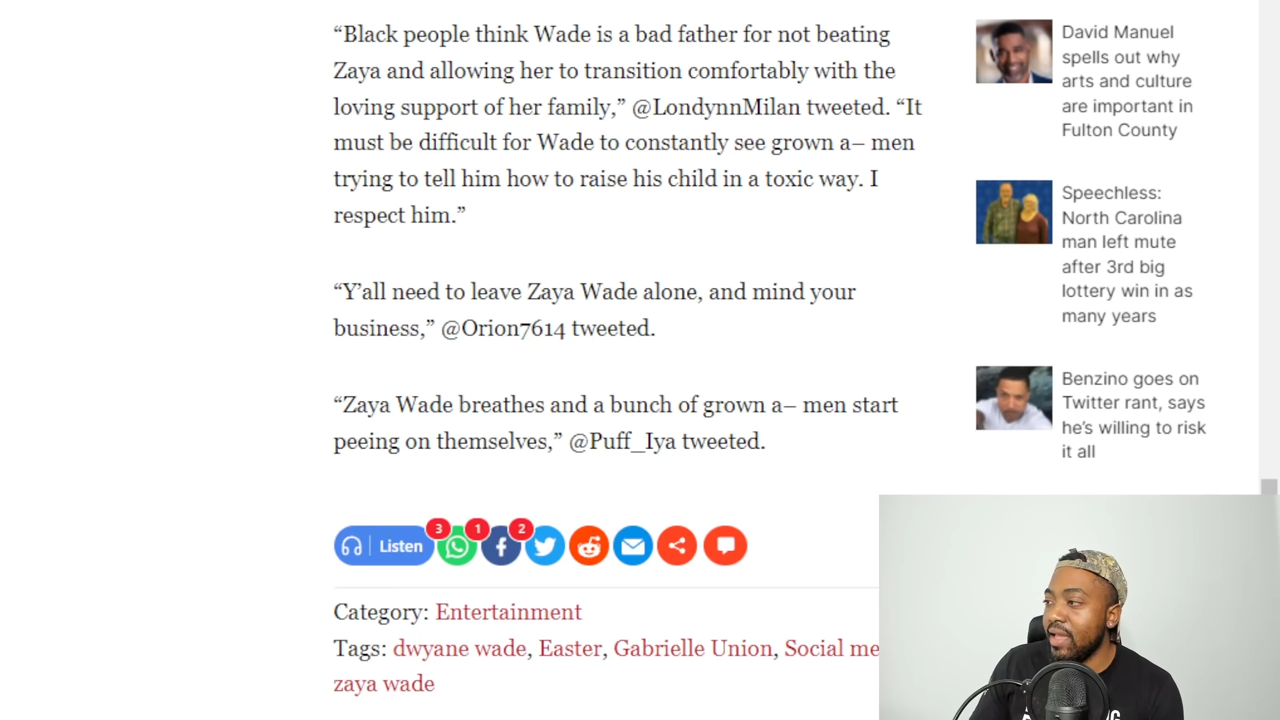 “Black people think Wade is a bad father for not beating
Zaya and allowing her to transition comfortably with the
loving support of her family,” @LondynnMilan tweeted. “It
must be difficult for Wade to constantly see grown a– men
trying to tell him how to raise his child in a toxic way. I
respect him.”
“Y’all need to leave Zaya Wade alone, and mind your
business,” @Orion7614 tweeted.
“Zaya Wade breathes and a bunch of grown a– men start
peeing on themselves,” @Puff_Iya tweeted.
3 1 2
Listen
Category: Entertainment
Tags: dwyane wade, Easter, Gabrielle Union, Social me
zaya wade
David Manuel
spells out why
arts and culture
are important in
Fulton County
Speechless:
North Carolina
man left mute
after 3rd big
lottery win in as
many years
Benzino goes on
Twitter rant, says
he’s willing to risk
it all